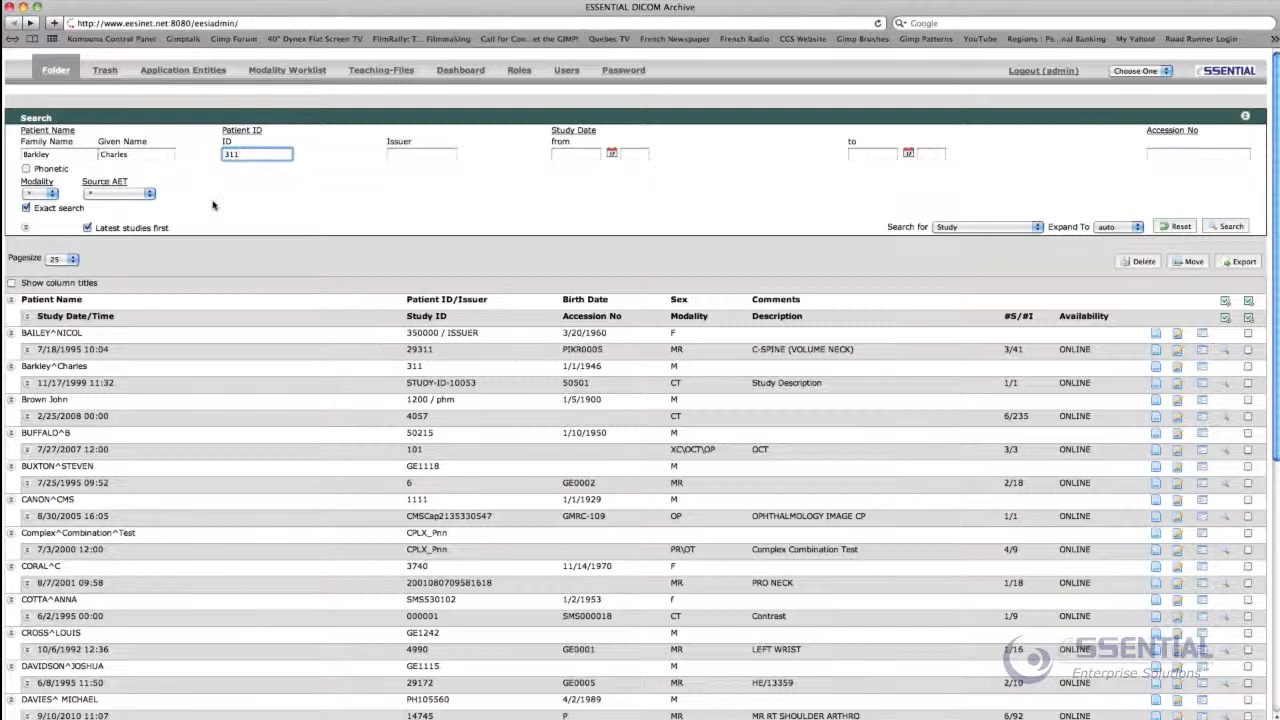 ESSENTIAL DICOM Archive
http://www.eesinet.net:8080/eesiadmin/
Google
Komoona Control Panel Gimptalk Gimp Forum 40" Dynex Flat Screen TV FilmRally: T... Filmmaking Call for Con...et the GIMP! Quebec TV French Newspaper French Radio CCS Website Gimp Brushes Gimp Patterns YouTube Regions : Pe...nal Banking My Yahoo! Road Runner Login
Folder Trash Application Entities Modality Worklist Teaching-Files Dashboard Roles Users Password Logout (admin) Choose One eSSENTIAL
Search
Patient Name Patient ID Study Date Accession No
Family Name Given Name ID Issuer from to
Barkley Charles 311
Phonetic
Modality Source AET
* *
Exact search
Latest studies first Search for Study Expand To auto Reset Search
Pagesize 25 Delete Move Export
Show column titles
Patient Name Patient ID/Issuer Birth Date Sex Comments
Study Date/Time Study ID Accession No Modality Description #S/#I Availability
BAILEY^NICOL 350000 / ISSUER 3/20/1960 F
7/18/1995 10:04 29311 PIKR0005 MR C-SPINE (VOLUME NECK) 3/41 ONLINE
Barkley^Charles 311 1/1/1946 M
11/17/1999 11:32 STUDY-ID-10053 50501 CT Study Description 1/1 ONLINE
Brown John 1200 / phm 1/5/1900 M
2/25/2008 00:00 4057 CT 6/235 ONLINE
BUFFALO^B 50215 1/10/1950 M
7/27/2007 12:00 101 XC\OCT\OP OCT 3/3 ONLINE
BUXTON^STEVEN GE1118 M
7/25/1995 09:52 6 GE0002 MR 2/18 ONLINE
CANON^CMS 1111 1/1/1929 M
8/30/2005 16:05 CMSCap2135330547 GMRC-109 OP OPHTHALMOLOGY IMAGE CP 1/1 ONLINE
Complex^Combination^Test CPLX_Pnn
7/3/2000 12:00 CPLX_Pnn PR\OT Complex Combination Test 4/9 ONLINE
CORAL^C 3740 11/14/1970 F
8/7/2001 09:58 2001080709581618 MR PRO NECK 1/18 ONLINE
COTTA^ANNA SMS530102 1/2/1953 f
6/2/1995 00:00 000001 SMS000018 CT Contrast 1/9 ONLINE
CROSS^LOUIS GE1242 M
10/6/1992 12:36 4990 GE0001 MR LEFT WRIST 1/16 ONLINE
DAVIDSON^JOSHUA GE1115 M
6/8/1995 11:50 29172 GE0005 MR HE/13359 2/10 ONLINE
DAVIES^ MICHAEL PH105560 4/2/1989 M
9/10/2010 11:07 14745 P MR MR RT SHOULDER ARTHRO 6/92 ONLINE
eSSENTIAL
Enterprise Solutions